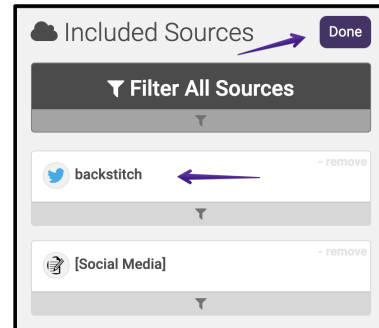 Included Sources
Done
Filter All Sources
- remove
backstitch
- remove
[Social Media]